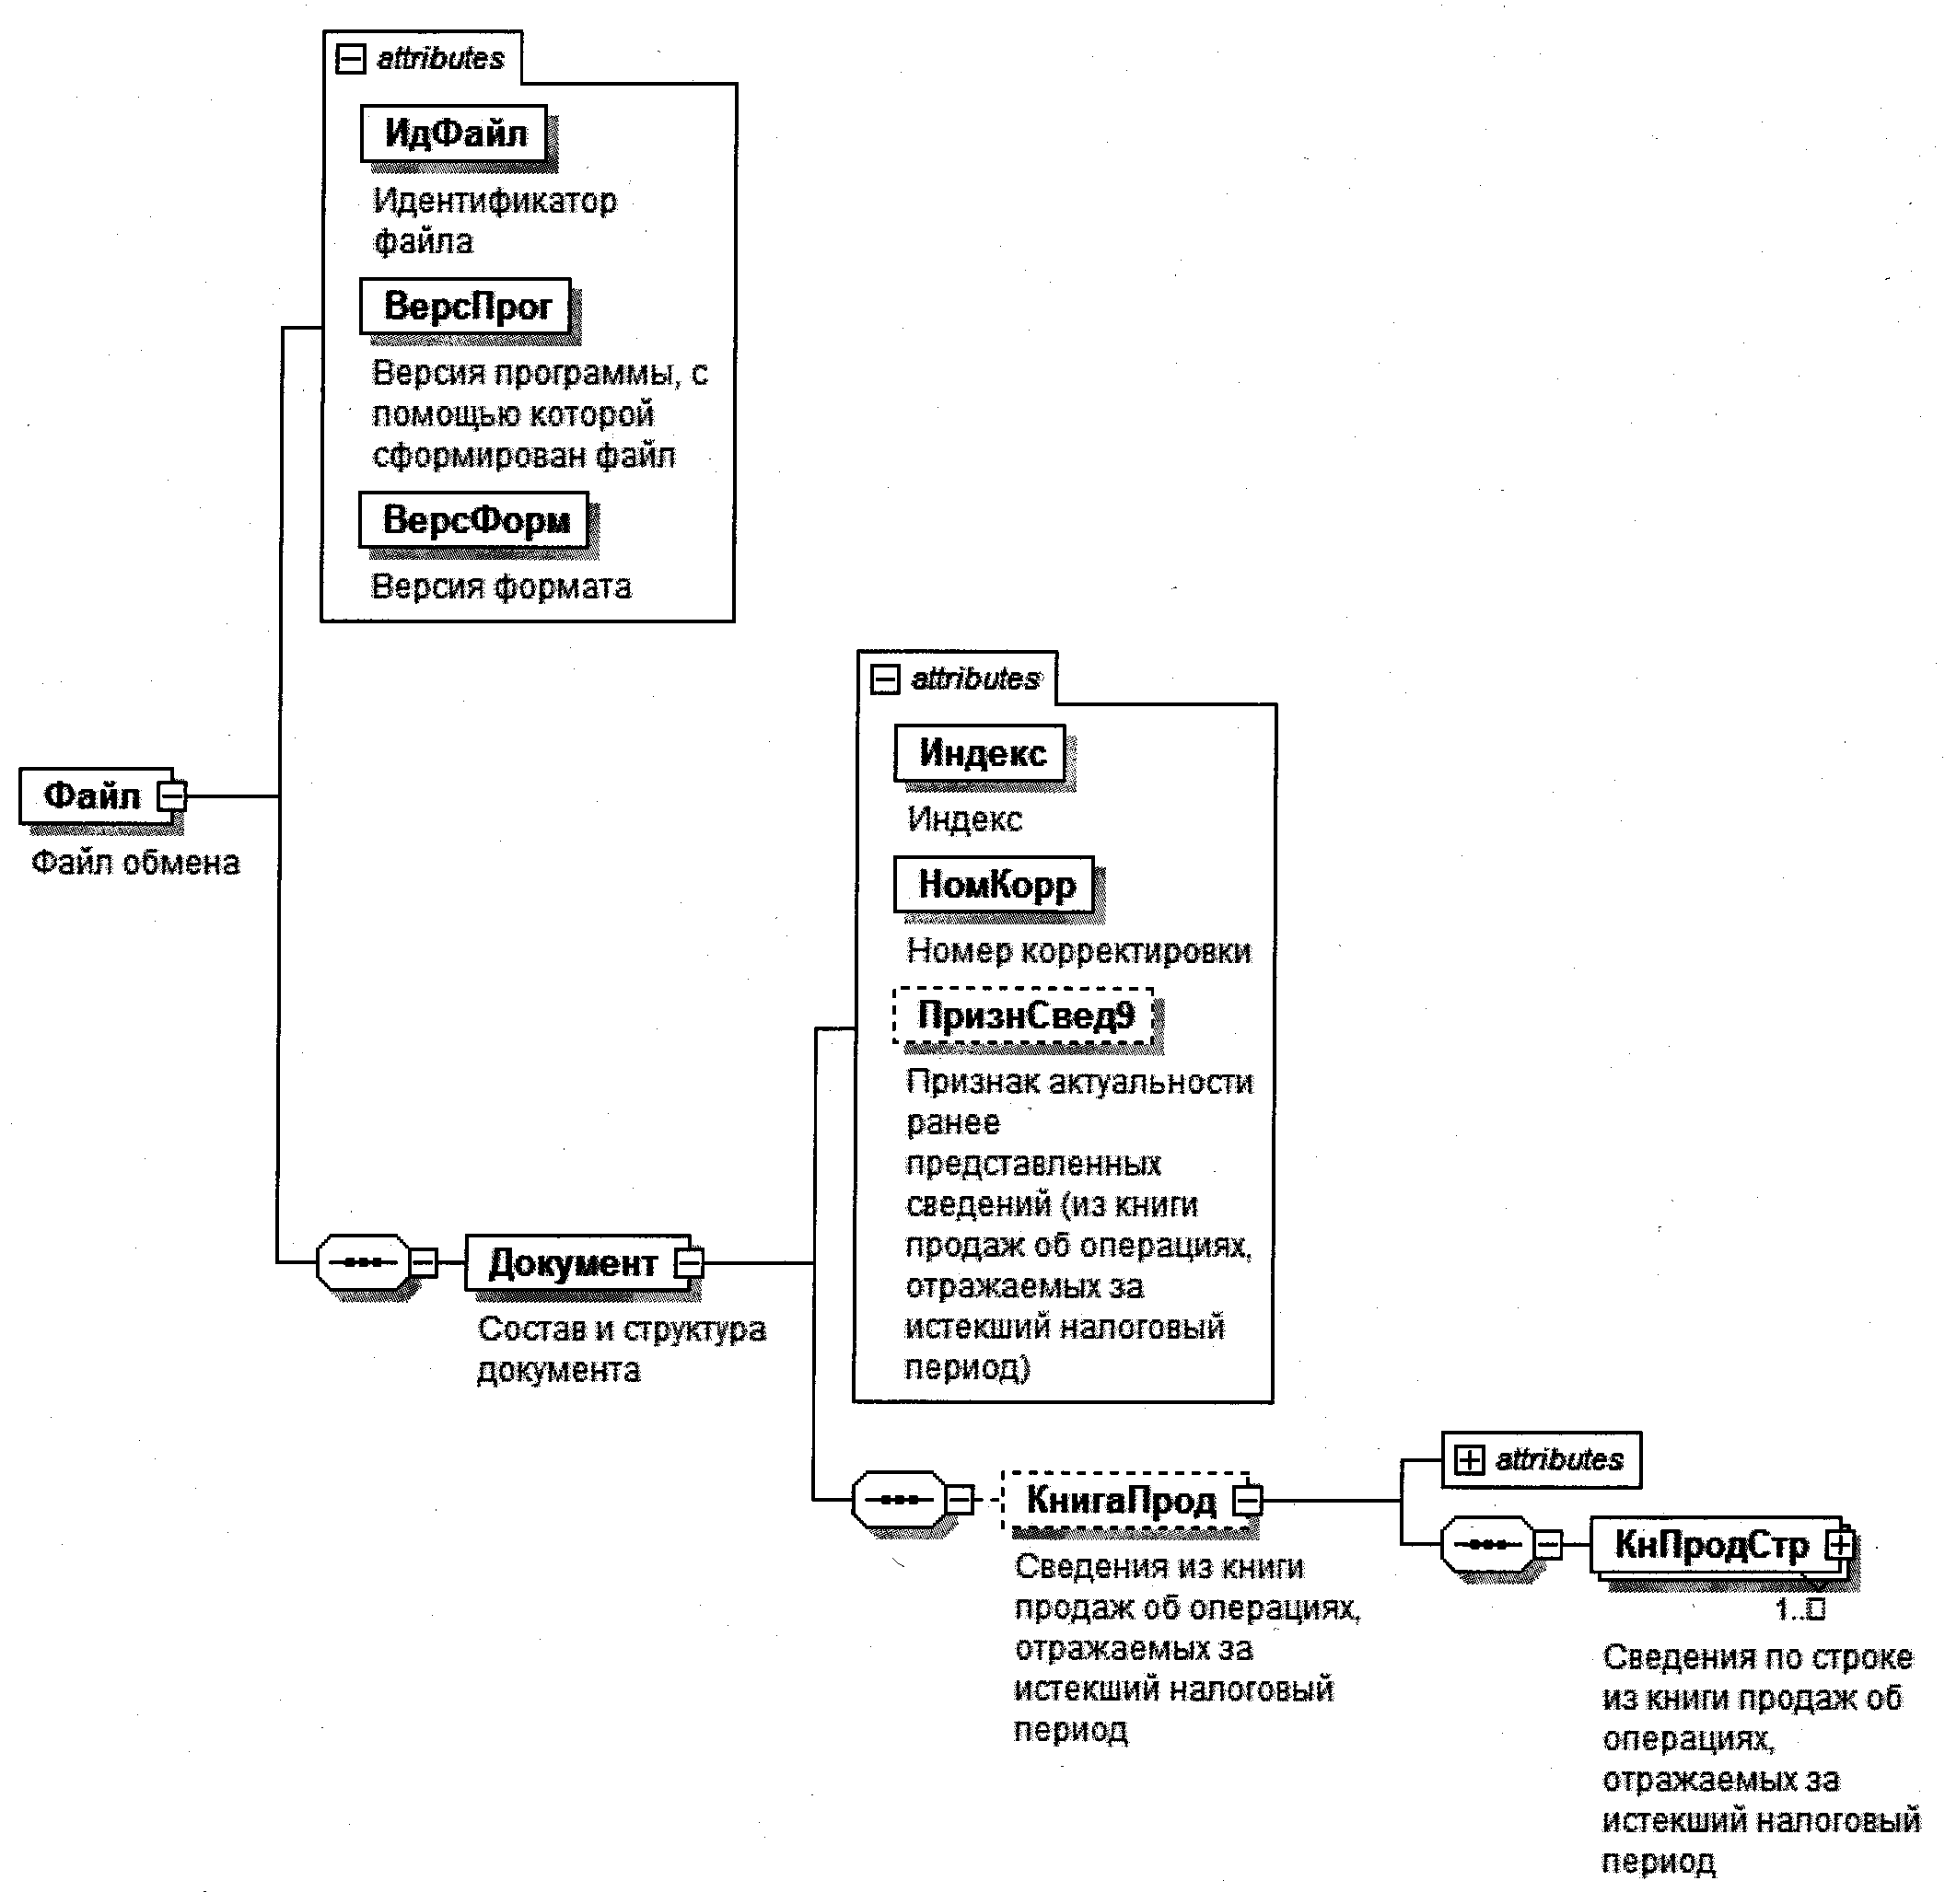 attributes
ИдФайл
Идентификатор
файла
ВерсПрог
Версия программы, с
помощью которой
сформирован файл
ВерсФорм
Версия формата
Файл
Файл обмена
attributes
Индекс
Индекс
НомКорр
Номер корректировки
ПризнСвед9
Признак актуальности
ранее
представленных
сведений (из книги
продаж об операциях,
отражаемых за
истекший налоговый
период)
Документ
Состав и структура
документа
attributes
КнигаПрод
Сведения из книги
продаж об операциях,
отражаемых за
истекший налоговый
период
КнПродСтр
1..□
Сведения по строке
из книги продаж об
операциях,
отражаемых за
истекший налоговый
период